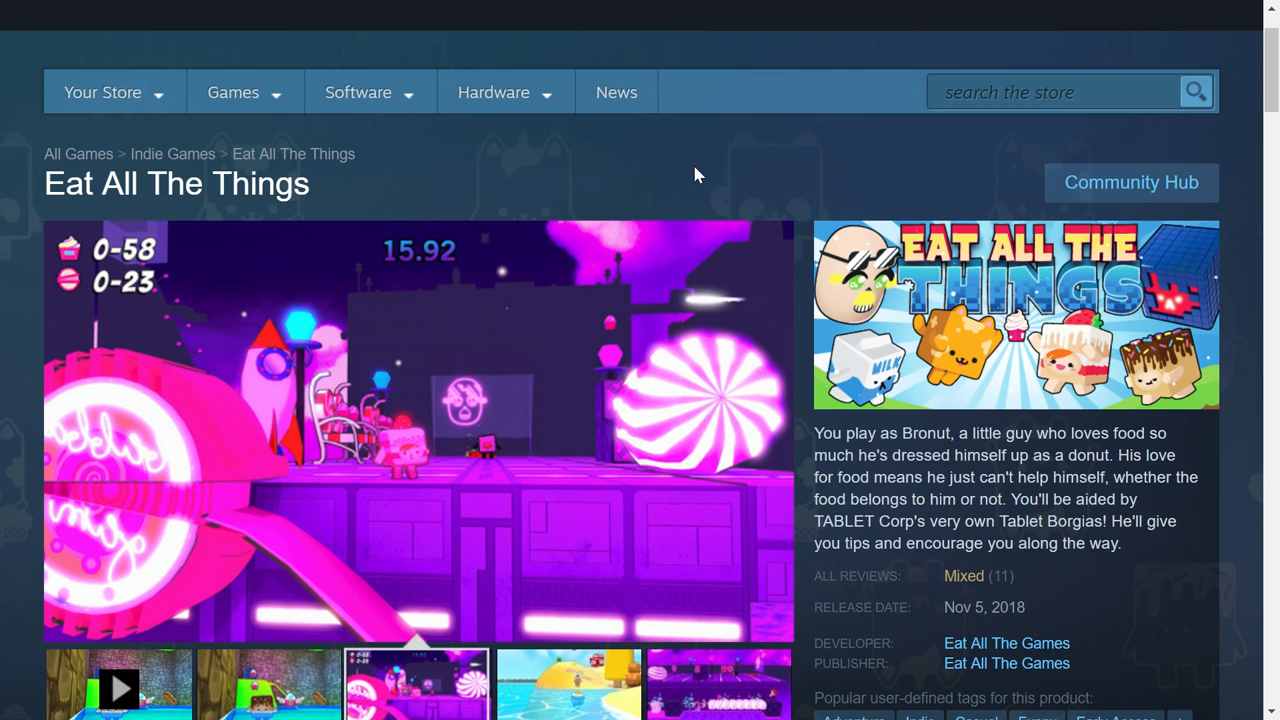 Your Store
Games
Software
Hardware
News
search the store
All Games > Indie Games > Eat All The Things
Eat All The Things
Community Hub
0-58
0-23
15.92
EAT ALL THE
THINGS
MILK
You play as Bronut, a little guy who loves food so
much he's dressed himself up as a donut. His love
for food means he just can't help himself, whether the
food belongs to him or not. You'll be aided by
TABLET Corp's very own Tablet Borgias! He'll give
you tips and encourage you along the way.
ALL REVIEWS: Mixed (11)
RELEASE DATE: Nov 5, 2018
DEVELOPER: Eat All The Games
PUBLISHER: Eat All The Games
Popular user-defined tags for this product:
Adventure Indie Casual Funny Early Access